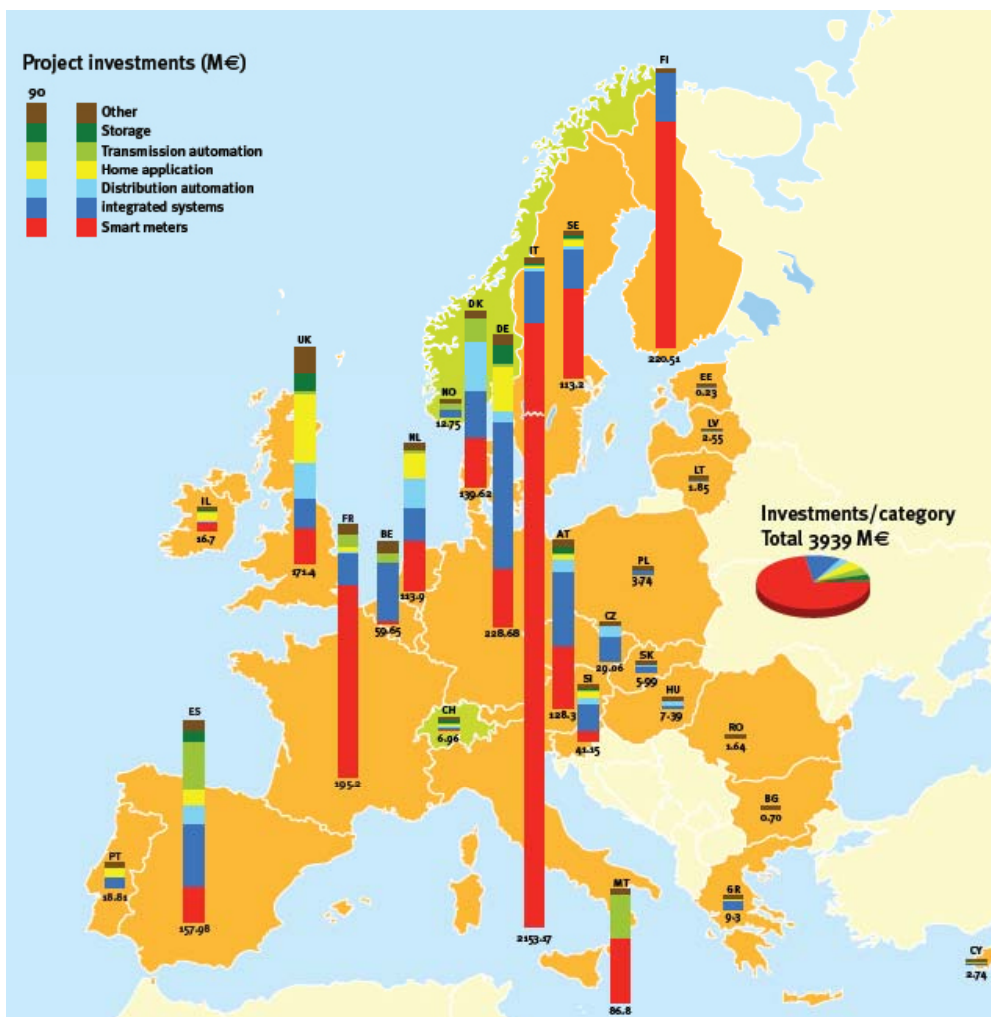 Project investments (M€)
90
Other
Storage
Transmission automation
Home application
Distribution automation
integrated systems
Smart meters
FI
220.51
SE
113.2
IT
2153.17
DK
139.62
DE
228.68
UK
171.4
NO
12.75
EE
0.23
LV
2.55
LT
1.85
NL
113.9
IL
16.7
FR
195.2
BE
59.65
AT
128.3
PL
3.74
Investments/category
Total 3939 M€
CZ
29.06
SK
5.99
SI
41.15
HU
7.39
CH
6.96
RO
1.64
ES
157.98
BG
0.70
PT
18.81
MT
86.8
GR
9.3
CY
2.74